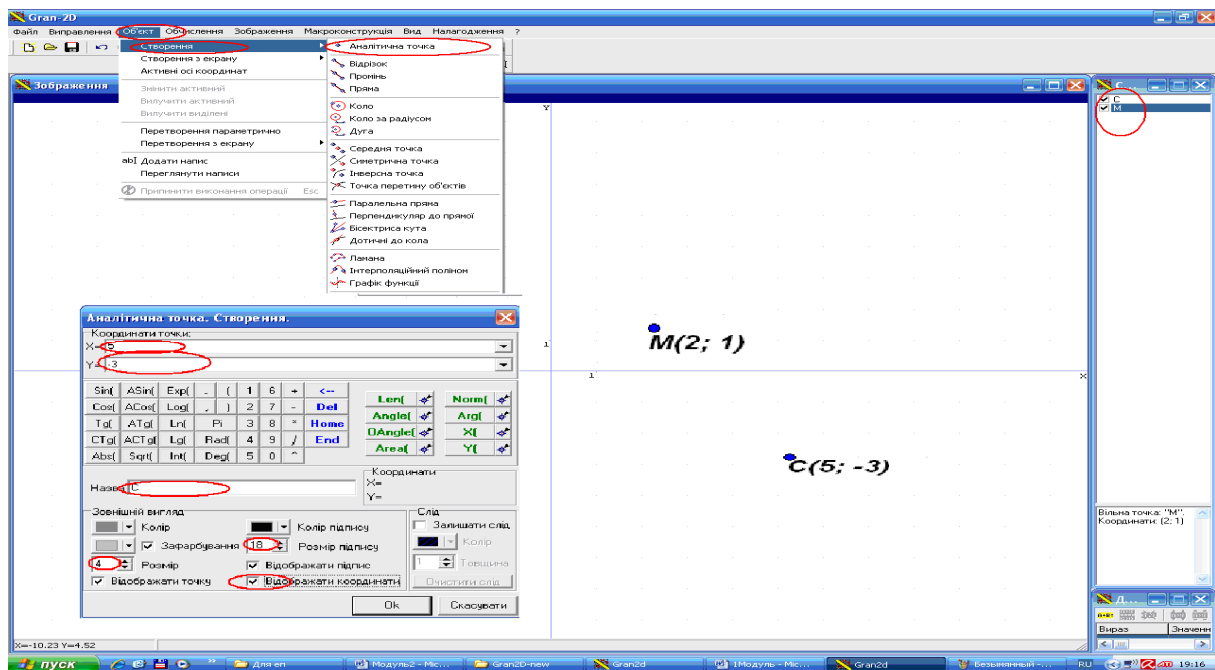 Gran-2D
Файл Виправлення Об'єкт Обчислення Зображення Макроконструкція Вид Налагодження ?
Створення
Створення з екрану
Активні осі координат
Змінити активний
Вилучити активний
Вилучити виділені
Перетворення параметрично
Перетворення з екрану
abI Додати напис
Переглянути написи
Припинити виконання операції Esc
Аналітична точка
Відрізок
Промінь
Пряма
Коло
Коло за радіусом
Дуга
Середня точка
Симетрична точка
Інверсна точка
Точка перетину об'єктів
Паралельна пряма
Перпендикуляр до прямої
Бісектриса кута
Дотичні до кола
Ламана
Інтерполяційний поліном
Графік функції
Зображення
Y
1
1
X
M(2; 1)
C(5; -3)
С...
C
M
Вільна точка: "M".
Координати: (2; 1)
Д...
Вираз Значенн
Аналітична точка. Створення.
Координати точки:
X= 5
Y= -3
Sin( ASin( Exp( . ( 1 6 + <--
Cos( ACos( Log( , ) 2 7 - Del
Tg( ATg( Ln( Pi 3 8 * Home
CTg( ACTg( Lg( Rad( 4 9 / End
Abs( Sqrt( Int( Deg( 5 0 ^
Len( Norm(
Angle( Arg(
OAngle( X(
Area( Y(
Назва C
Координати
X=
Y=
Зовнішній вигляд
Колір
Колір підпису
Зафарбування
18 Розмір підпису
4 Розмір
Відображати підпис
Відображати точку
Відображати координати
Слід
Залишати слід
Колір
1 Товщина
Очистити слід
Ok Скасувати
X=-10.23 Y=4.52
пуск
Для en
Модуль2 - Mic...
Gran2D-new
Gran2d
1Модуль - Mic...
Gran2d
Безымянный -...
RU
19:16